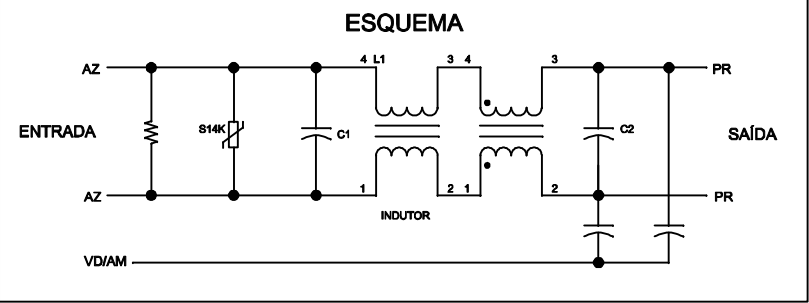 ESQUEMA
4 L1 3 4 3
AZ PR
ENTRADA S14K C1 C2 SAÍDA
AZ 1 2 1 2 PR
INDUTOR
VD/AM